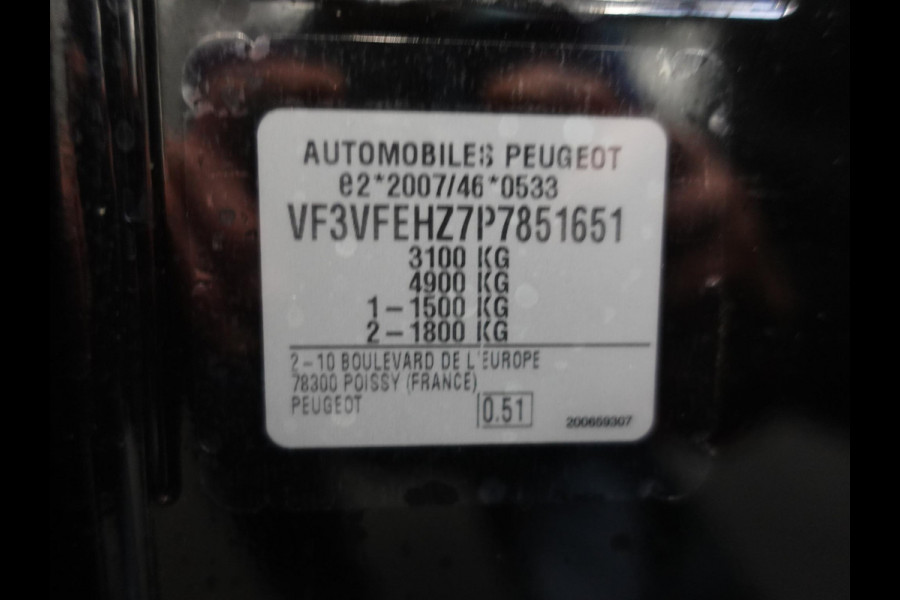 AUTOMOBILES PEUGEOT
e2*2007/46*0533
VF3VFEHZ7P7851651
3100 KG
4900 KG
1-1500 KG
2-1800 KG
2-10 BOULEVARD DE L'EUROPE
78300 POISSY (FRANCE)
PEUGEOT
0.51
200659307